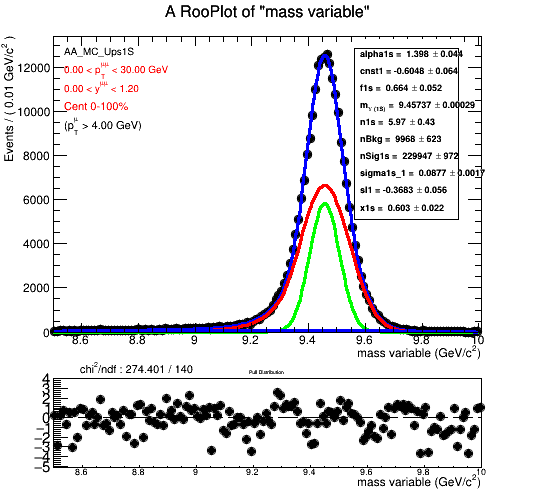 A RooPlot of "mass variable"
Events / ( 0.01 GeV/c² )
AA_MC_Ups1S
0.00 < p_T^μμ < 30.00 GeV
0.00 < y^μμ < 1.20
Cent 0-100%
(p_T^μ > 4.00 GeV)
alpha1s = 1.398 ± 0.044
cnst1 = -0.6048 ± 0.064
f1s = 0.664 ± 0.052
m_ϒ(1S) = 9.45737 ± 0.00029
n1s = 5.97 ± 0.43
nBkg = 9968 ± 623
nSig1s = 229947 ± 972
sigma1s_1 = 0.0877 ± 0.0017
sl1 = -0.3683 ± 0.056
x1s = 0.603 ± 0.022
12000
10000
8000
6000
4000
2000
0
8.6 8.8 9 9.2 9.4 9.6 9.8 10
mass variable (GeV/c²)
chi²/ndf : 274.401 / 140
Pull Distribution
4
3
2
1
0
−1
−2
−3
−4
−5
8.6 8.8 9 9.2 9.4 9.6 9.8 10
mass variable (GeV/c²)